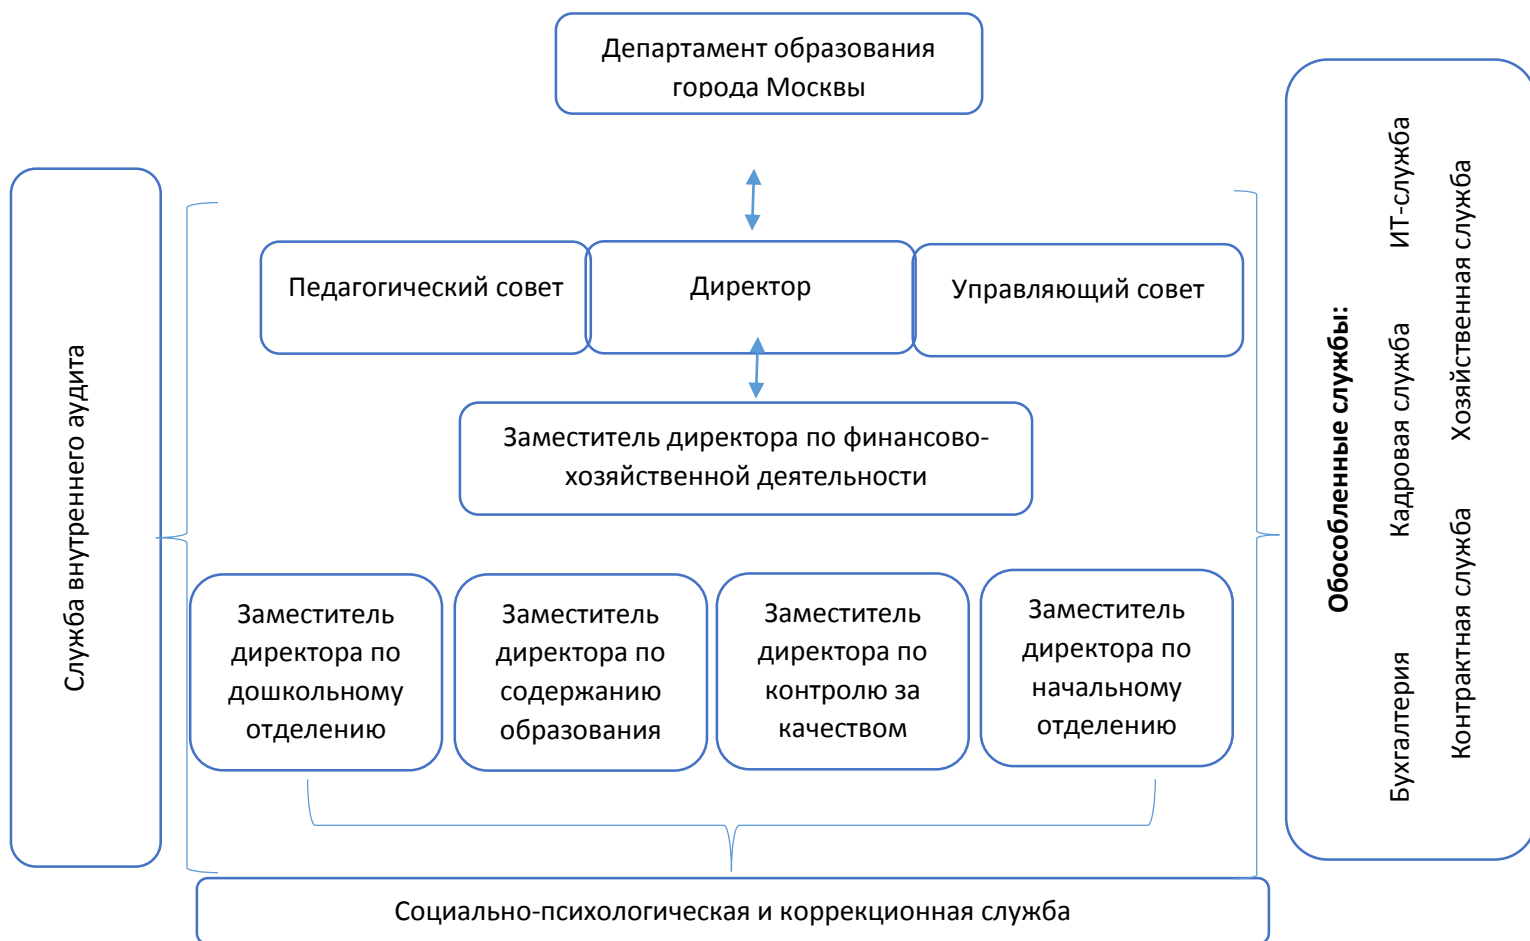 Департамент образования
города Москвы
Служба внутреннего аудита
Педагогический совет
Директор
Управляющий совет
Заместитель директора по финансово-
хозяйственной деятельности
Заместитель
директора по
дошкольному
отделению
Заместитель
директора по
содержанию
образования
Заместитель
директора по
контролю за
качеством
Заместитель
директора по
начальному
отделению
Социально-психологическая и коррекционная служба
Обособленные службы:
Бухгалтерия Кадровая служба ИТ-служба
Контрактная служба Хозяйственная служба